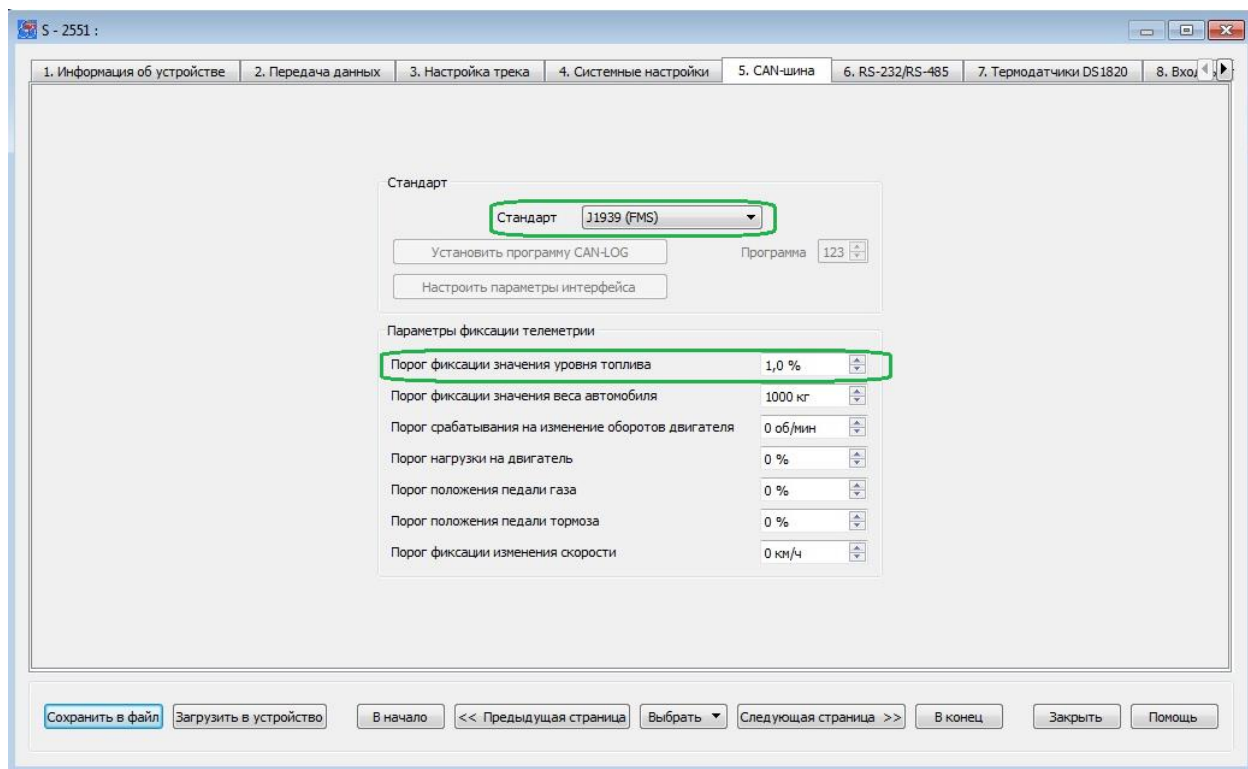 S - 2551 :
1. Информация об устройстве 2. Передача данных 3. Настройка трека 4. Системные настройки 5. CAN-шина 6. RS-232/RS-485 7. Термодатчики DS1820
Стандарт
Стандарт J1939 (FMS)
Установить программу CAN-LOG Программа 123
Настроить параметры интерфейса
Параметры фиксации телеметрии
Порог фиксации значения уровня топлива 1,0 %
Порог фиксации значения веса автомобиля 1000 кг
Порог срабатывания на изменение оборотов двигателя 0 об/мин
Порог нагрузки на двигатель 0 %
Порог положения педали газа 0 %
Порог положения педали тормоза 0 %
Порог фиксации изменения скорости 0 км/ч
Сохранить в файл Загрузить в устройство В начало << Предыдущая страница Выбрать Следующая страница >> В конец Закрыть Помощь